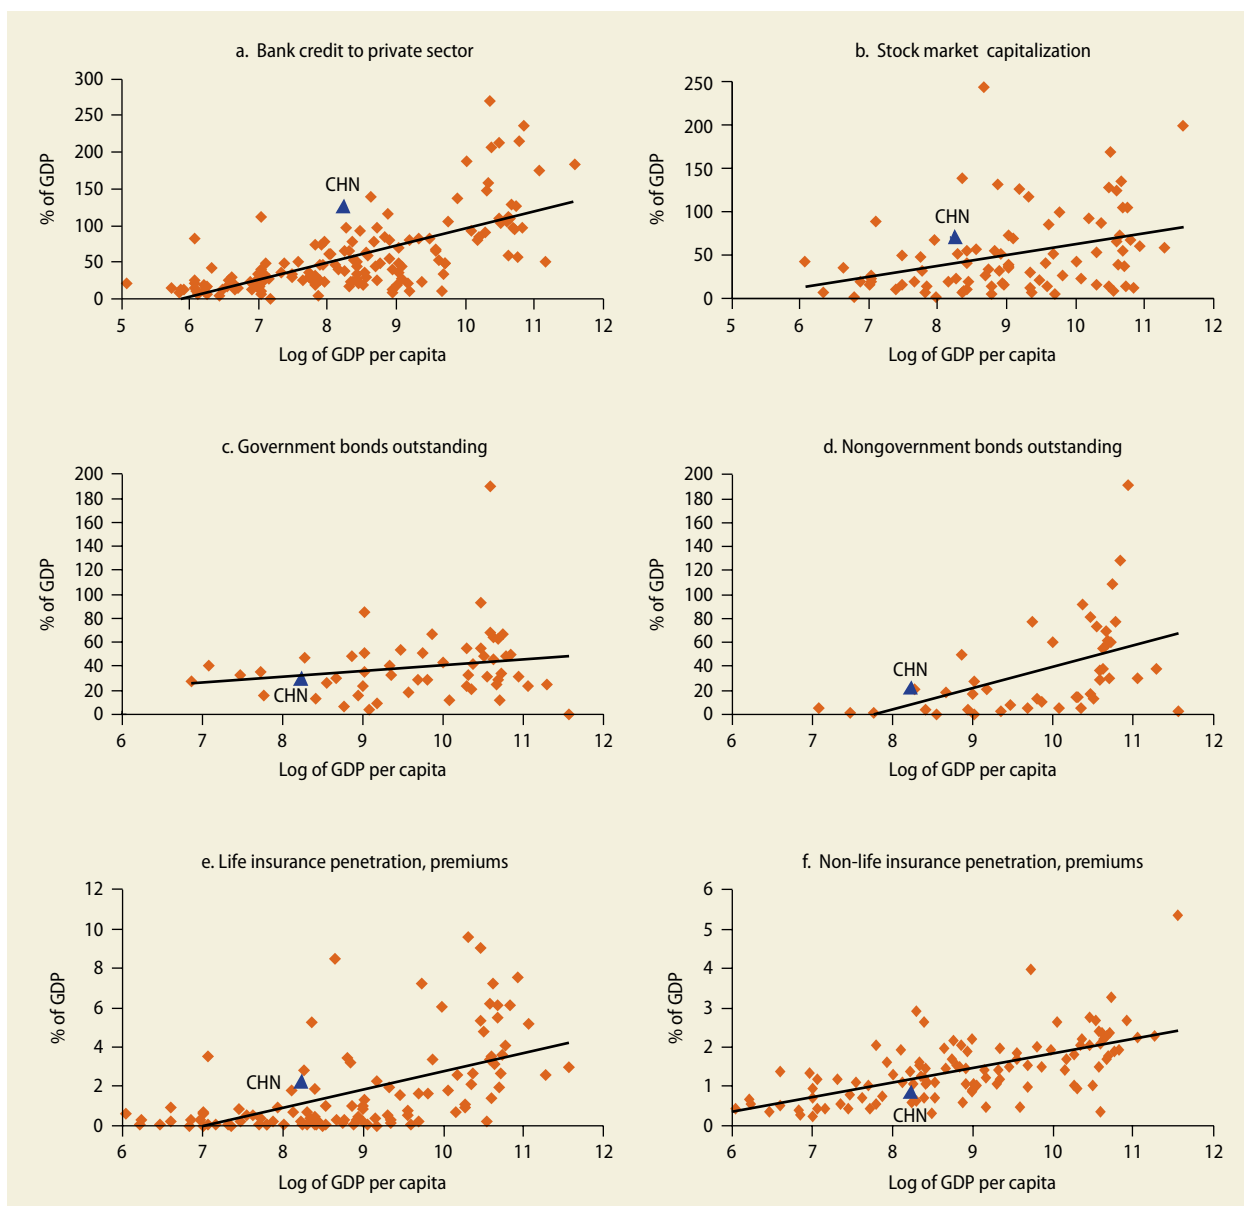 a. Bank credit to private sector
300
250
200
150
100
50
0
% of GDP
CHN
5 6 7 8 9 10 11 12
Log of GDP per capita
b. Stock market capitalization
250
200
150
100
50
0
% of GDP
CHN
5 6 7 8 9 10 11 12
Log of GDP per capita
c. Government bonds outstanding
200
180
160
140
120
100
80
60
40
20
0
% of GDP
CHN
6 7 8 9 10 11 12
Log of GDP per capita
d. Nongovernment bonds outstanding
200
180
160
140
120
100
80
60
40
20
0
% of GDP
CHN
6 7 8 9 10 11 12
Log of GDP per capita
e. Life insurance penetration, premiums
12
10
8
6
4
2
0
% of GDP
CHN
6 7 8 9 10 11 12
Log of GDP per capita
f. Non-life insurance penetration, premiums
6
5
4
3
2
1
0
% of GDP
CHN
6 7 8 9 10 11 12
Log of GDP per capita